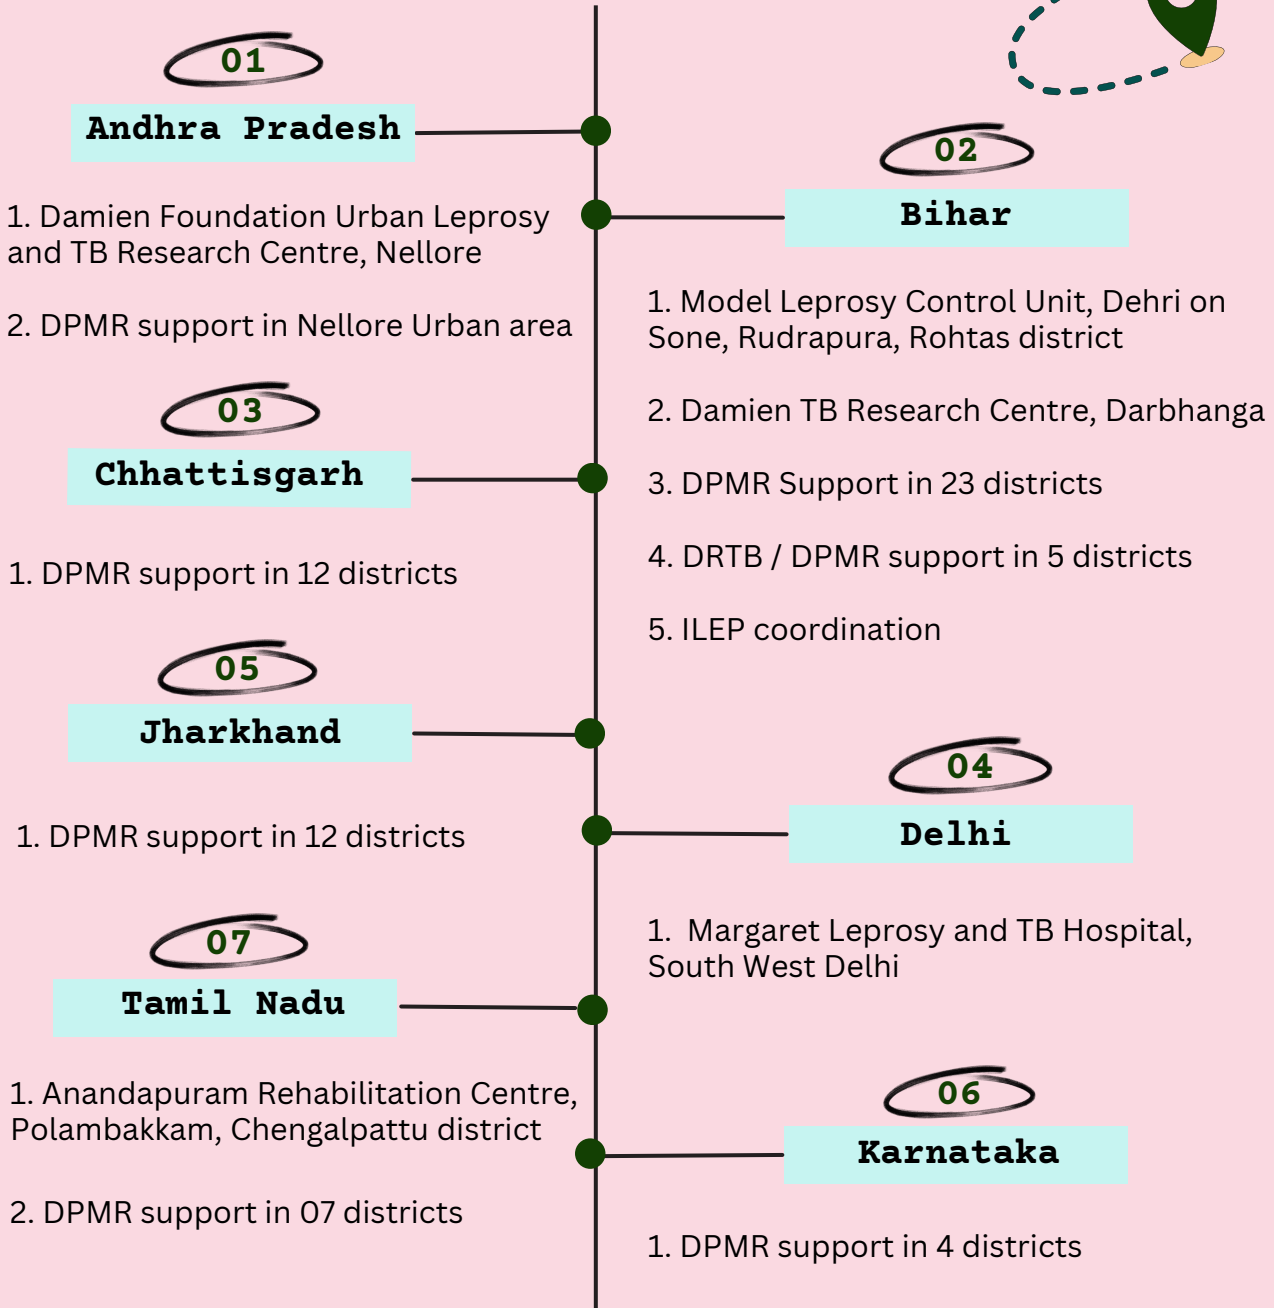 01
Andhra Pradesh
1. Damien Foundation Urban Leprosy
and TB Research Centre, Nellore
2. DPMR support in Nellore Urban area
02
Bihar
1. Model Leprosy Control Unit, Dehri on
Sone, Rudrapura, Rohtas district
2. Damien TB Research Centre, Darbhanga
3. DPMR Support in 23 districts
4. DRTB / DPMR support in 5 districts
5. ILEP coordination
03
Chhattisgarh
1. DPMR support in 12 districts
04
Delhi
1. Margaret Leprosy and TB Hospital,
South West Delhi
05
Jharkhand
1. DPMR support in 12 districts
06
Karnataka
1. DPMR support in 4 districts
07
Tamil Nadu
1. Anandapuram Rehabilitation Centre,
Polambakkam, Chengalpattu district
2. DPMR support in 07 districts